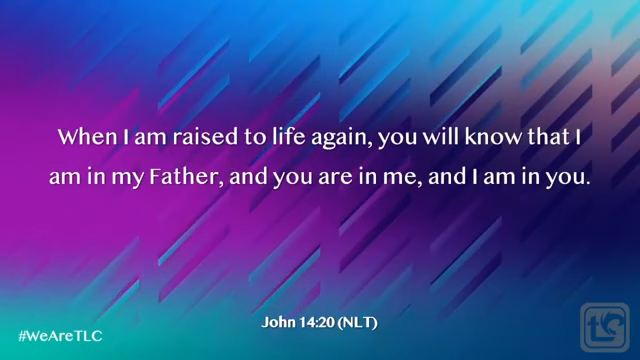 When I am raised to life again, you will know that I
am in my Father, and you are in me, and I am in you.
John 14:20 (NLT)
#WeAreTLC